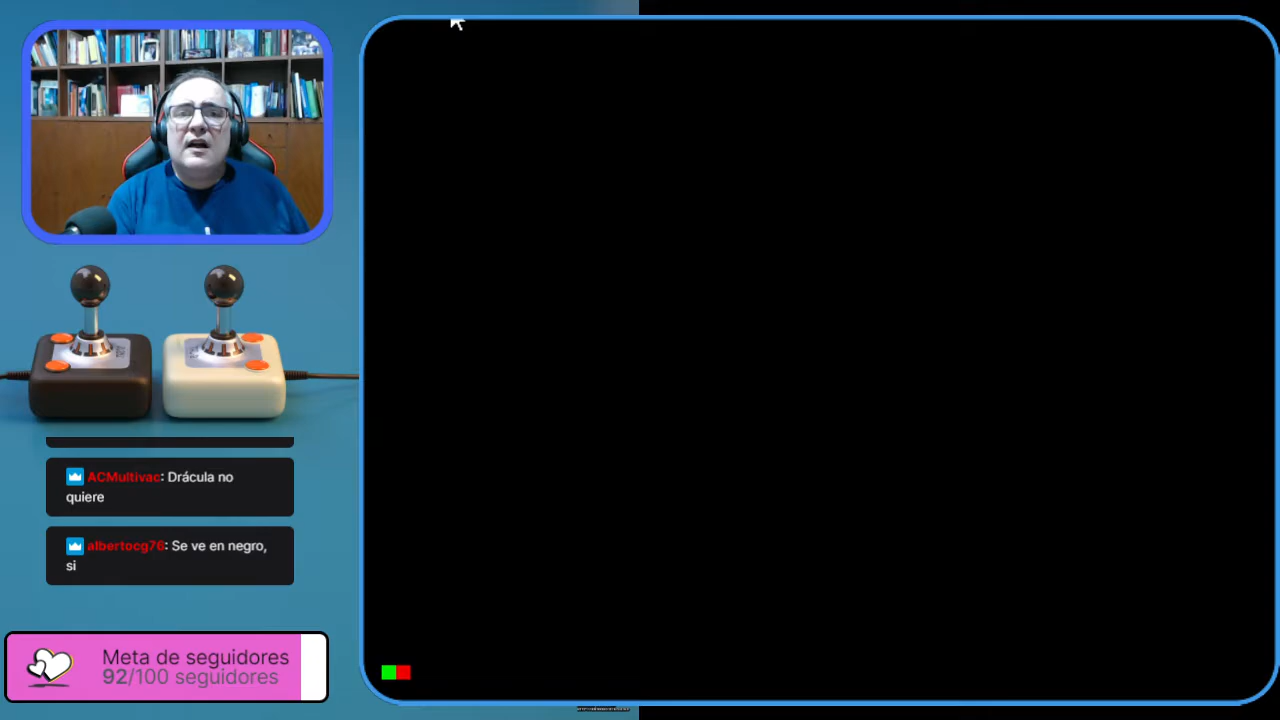 ACMultivac: Drácula no
quiere
albertocg76: Se ve en negro,
si
Meta de seguidores
92/100 seguidores